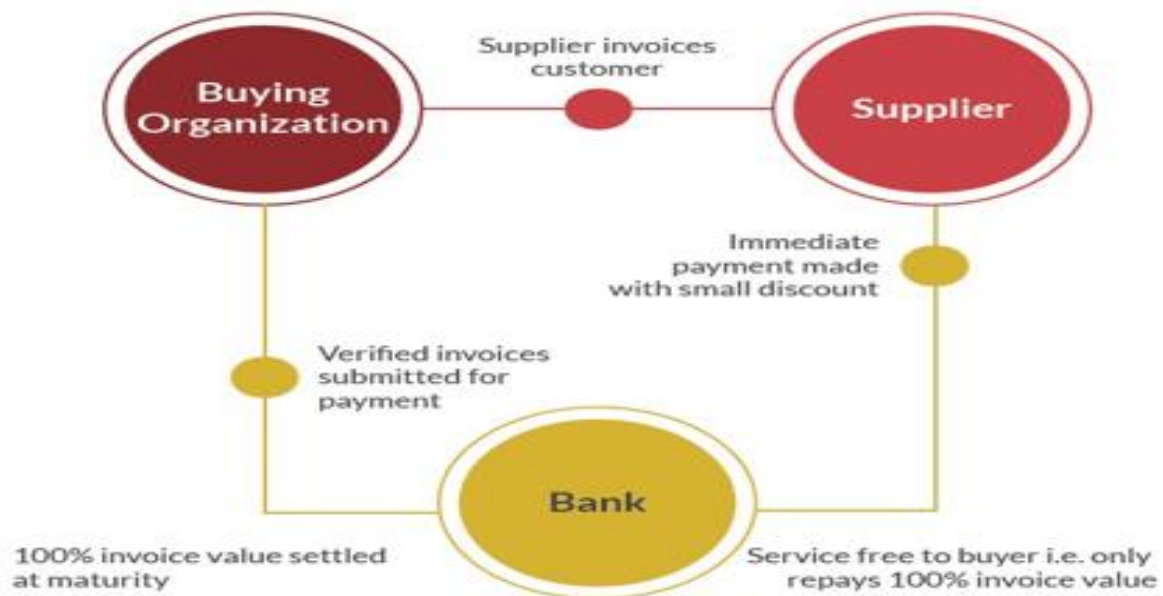 Buying
Organization
Supplier invoices
customer
Supplier
Immediate
payment made
with small discount
Verified invoices
submitted for
payment
Bank
100% invoice value settled
at maturity
Service free to buyer i.e. only
repays 100% invoice value